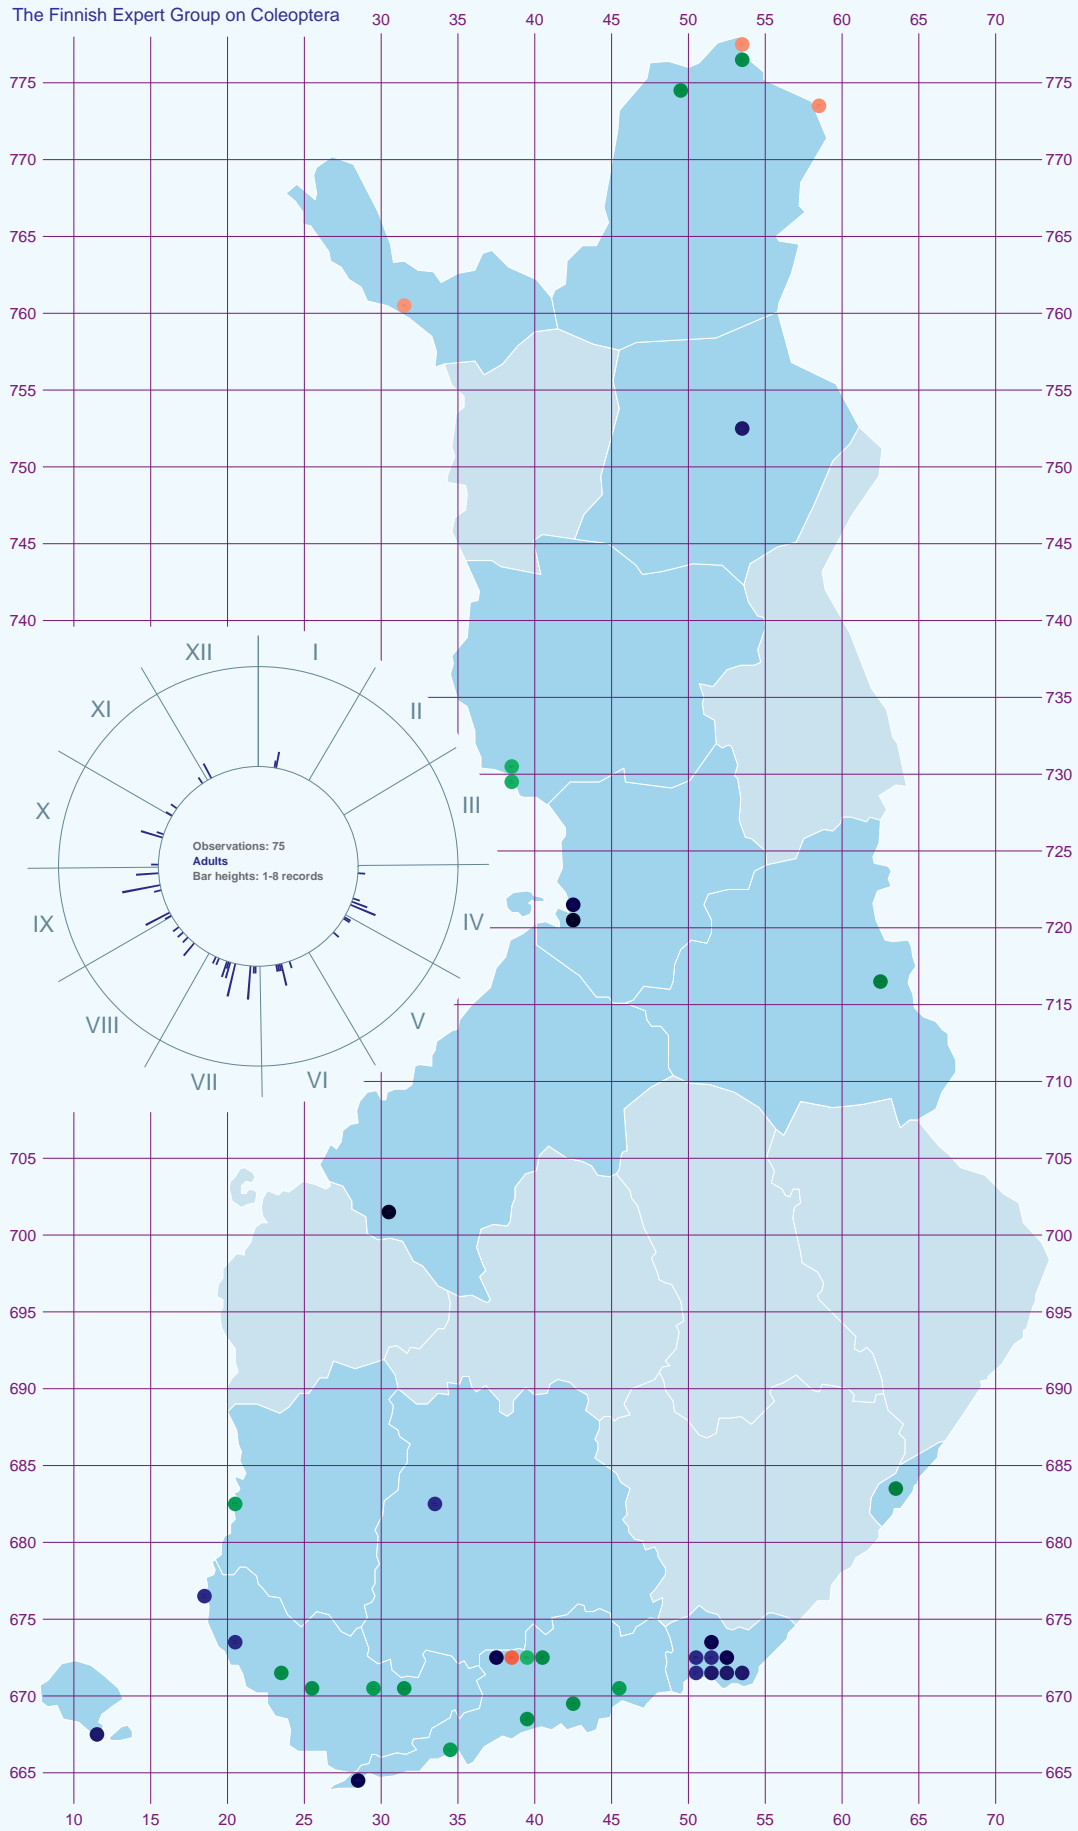 The Finnish Expert Group on Coleoptera
30 40 50 55 60 70
775 775
770 770
765 765
760 760
755 755
750 750
745 745
740 740
XII I
XI II
735
X III
730
Observations: 75
Adults
Bar heights: 1-8 records
725
IX IV
720
VIII V
715
VII VI
710
705 705
700 700
695 695
690 690
685 685
680 680
675 675
670 670
665 665
10 15 20 25 30 35 40 45 50 55 60 65 70